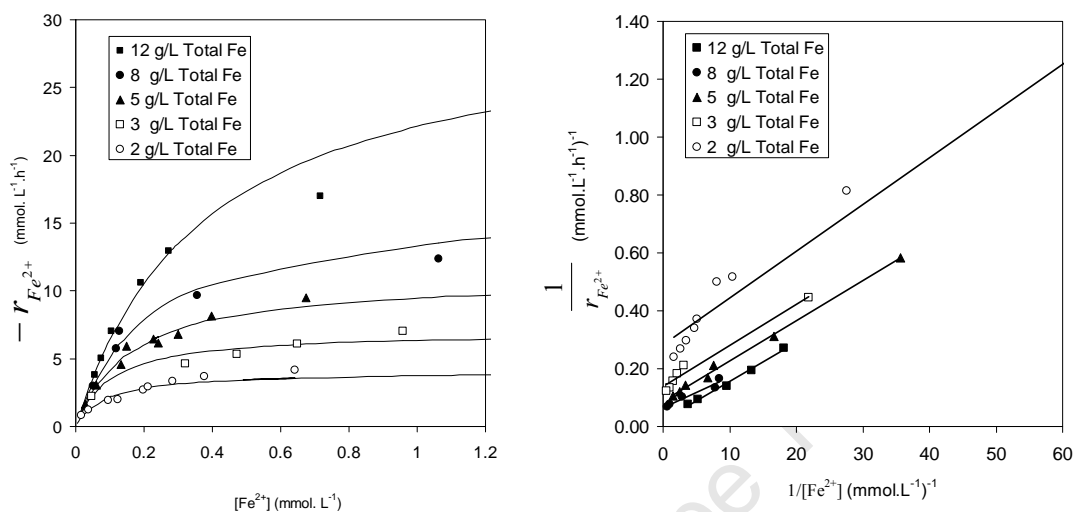 30
25
20
15
10
5
0
0
0.2
0.4
0.6
0.8
1
1.2
12 g/L Total Fe
8 g/L Total Fe
5 g/L Total Fe
3 g/L Total Fe
2 g/L Total Fe
− r Fe²⁺ (mmol. L⁻¹.h⁻¹)
[Fe²⁺] (mmol. L⁻¹)
1.40
1.20
1.00
0.80
0.60
0.40
0.20
0.00
0
10
20
30
40
50
60
12 g/L Total Fe
8 g/L Total Fe
5 g/L Total Fe
3 g/L Total Fe
2 g/L Total Fe
1
r Fe²⁺
(mmol.L⁻¹.h⁻¹)⁻¹
1/[Fe²⁺] (mmol.L⁻¹)⁻¹